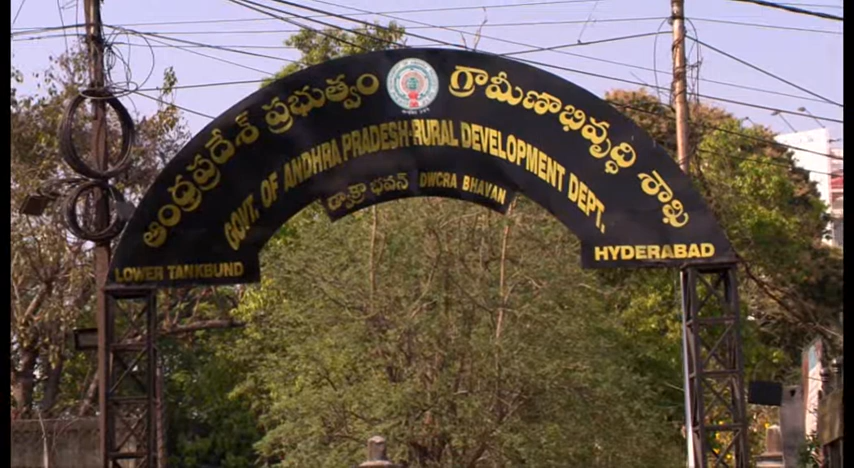 ఆంధ్రప్రదేశ్ ప్రభుత్వం గ్రామీణాభివృద్ధి శాఖ
GOVT. OF ANDHRA PRADESH RURAL DEVELOPMENT DEPT.
డ్వాక్రా భవన్ DWCRA BHAVAN
LOWER TANKBUND HYDERABAD